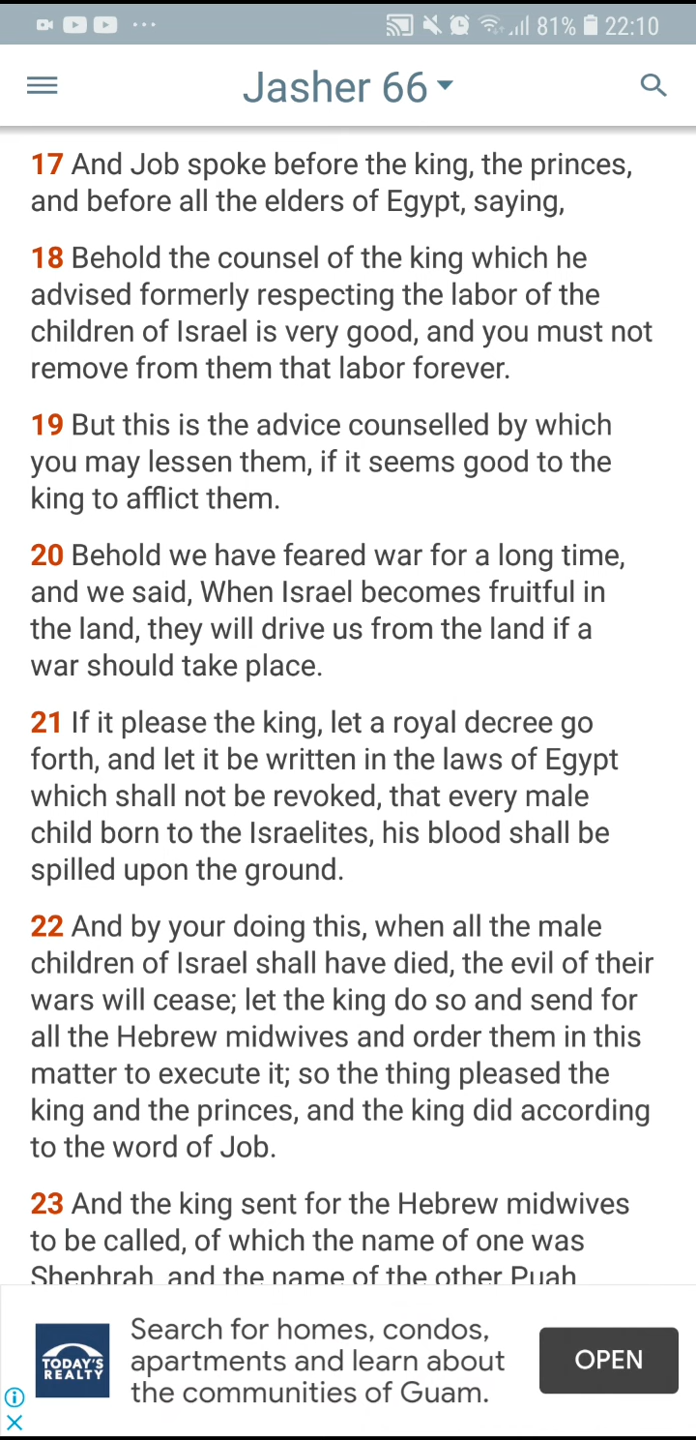 81% 22:10
Jasher 66
17 And Job spoke before the king, the princes,
and before all the elders of Egypt, saying,
18 Behold the counsel of the king which he
advised formerly respecting the labor of the
children of Israel is very good, and you must not
remove from them that labor forever.
19 But this is the advice counselled by which
you may lessen them, if it seems good to the
king to afflict them.
20 Behold we have feared war for a long time,
and we said, When Israel becomes fruitful in
the land, they will drive us from the land if a
war should take place.
21 If it please the king, let a royal decree go
forth, and let it be written in the laws of Egypt
which shall not be revoked, that every male
child born to the Israelites, his blood shall be
spilled upon the ground.
22 And by your doing this, when all the male
children of Israel shall have died, the evil of their
wars will cease; let the king do so and send for
all the Hebrew midwives and order them in this
matter to execute it; so the thing pleased the
king and the princes, and the king did according
to the word of Job.
23 And the king sent for the Hebrew midwives
to be called, of which the name of one was
Shephrah, and the name of the other Puah
TODAY'S
REALTY
Search for homes, condos,
apartments and learn about
the communities of Guam.
OPEN